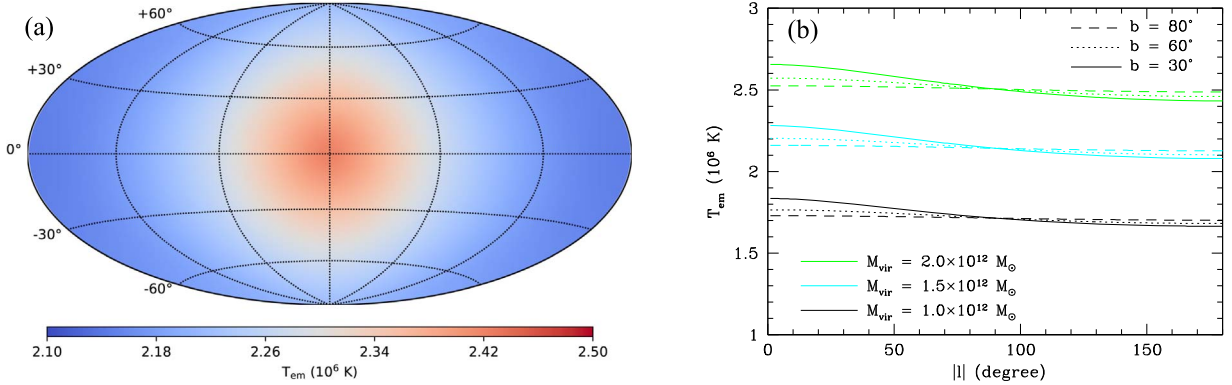 (a)
+60°
+30°
0°
-30°
-60°
2.10 2.18 2.26 2.34 2.42 2.50
T_em (10^6 K)
(b)
b = 80°
b = 60°
b = 30°
3
2.5
2
1.5
1
T_em (10^6 K)
M_vir = 2.0×10^12 M_⊙
M_vir = 1.5×10^12 M_⊙
M_vir = 1.0×10^12 M_⊙
0 50 100 150
|l| (degree)